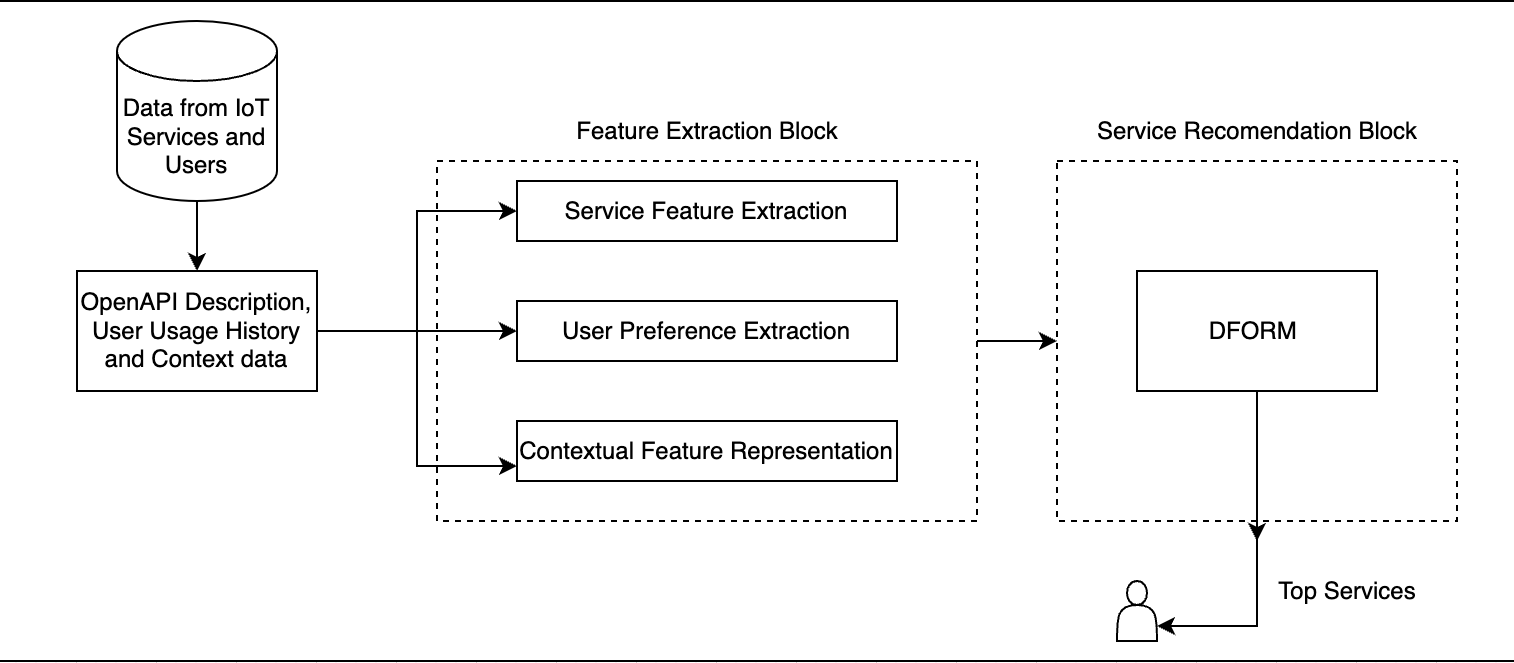 Data from IoT
Services and
Users
OpenAPI Description,
User Usage History
and Context data
Feature Extraction Block
Service Feature Extraction
User Preference Extraction
Contextual Feature Representation
Service Recomendation Block
DFORM
Top Services